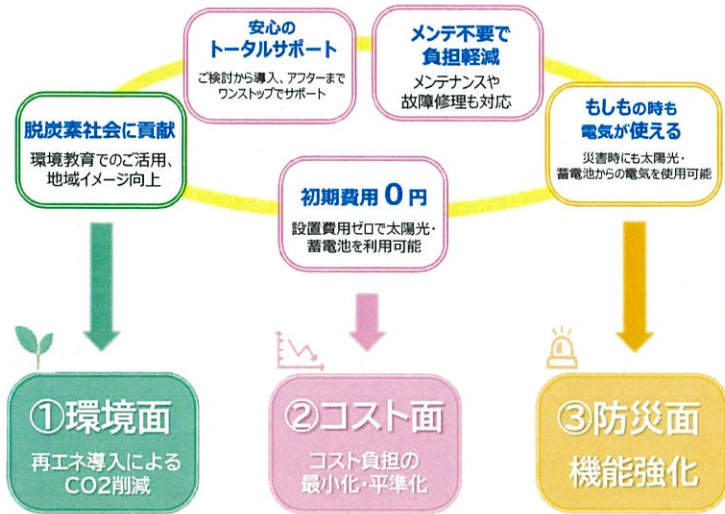 安心の
トータルサポート
ご検討から導入、アフターまで
ワンストップでサポート
メンテ不要で
負担軽減
メンテナンスや
故障修理も対応
脱炭素社会に貢献
環境教育でのご活用、
地域イメージ向上
もしもの時も
電気が使える
災害時にも太陽光・
蓄電池からの電気を使用可能
初期費用0円
設置費用ゼロで太陽光・
蓄電池を利用可能
①環境面
再エネ導入による
CO2削減
②コスト面
コスト負担の
最小化・平準化
③防災面
機能強化